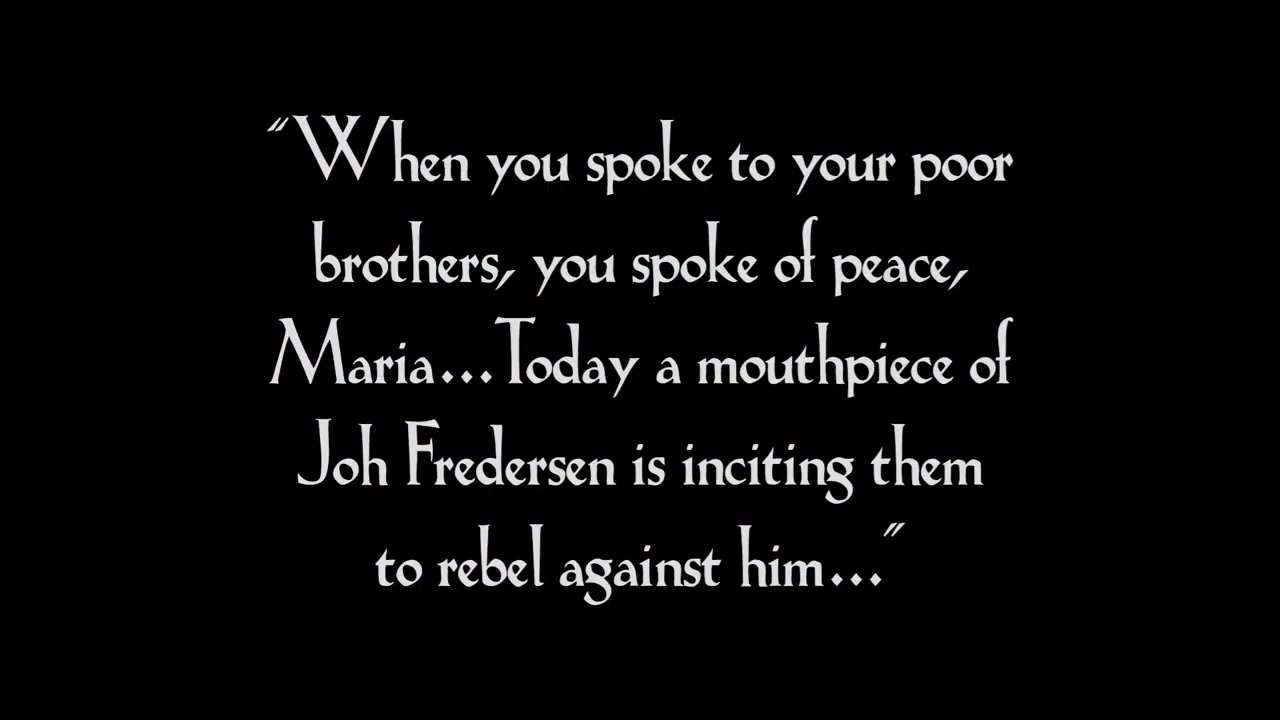 "When you spoke to your poor
brothers, you spoke of peace,
Maria...Today a mouthpiece of
Joh Fredersen is inciting them
to rebel against him..."